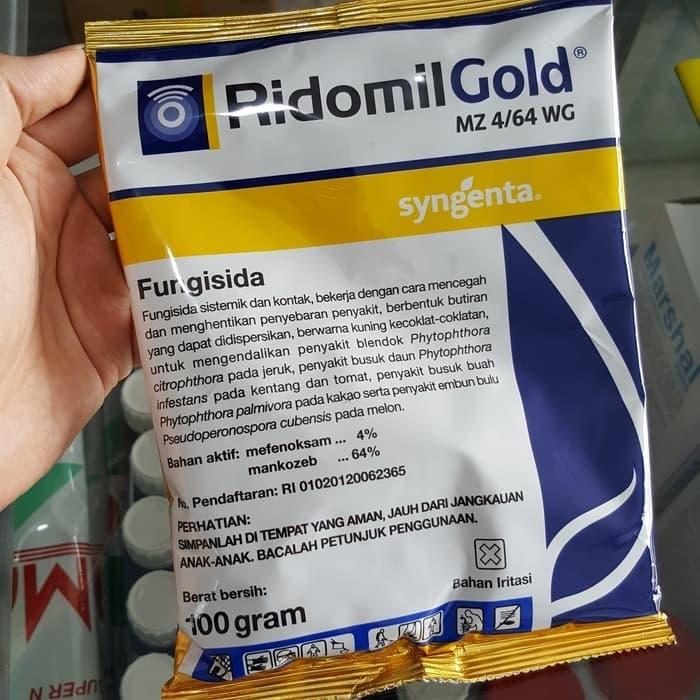 RidomilGold®
MZ 4/64 WG
syngenta®
Fungisida
Fungisida sistemik dan kontak, bekerja dengan cara mencegah
dan menghentikan penyebaran penyakit, berbentuk butiran
yang dapat didispersikan, berwarna kuning kecoklat-coklatan,
untuk mengendalikan penyakit blendok Phytophthora
citrophthora pada jeruk, penyakit busuk daun Phytophthora
infestans pada kentang dan tomat, penyakit busuk buah
Phytophthora palmivora pada kakao serta penyakit embun bulu
Pseudoperonospora cubensis pada melon.
Bahan aktif: mefenoksam ... 4%
mankozeb ... 64%
No. Pendaftaran: RI 01020120062365
PERHATIAN:
SIMPANLAH DI TEMPAT YANG AMAN, JAUH DARI JANGKAUAN
ANAK-ANAK. BACALAH PETUNJUK PENGGUNAAN.
Bahan Iritasi
Berat bersih:
100 gram
Marshal
SUPER N